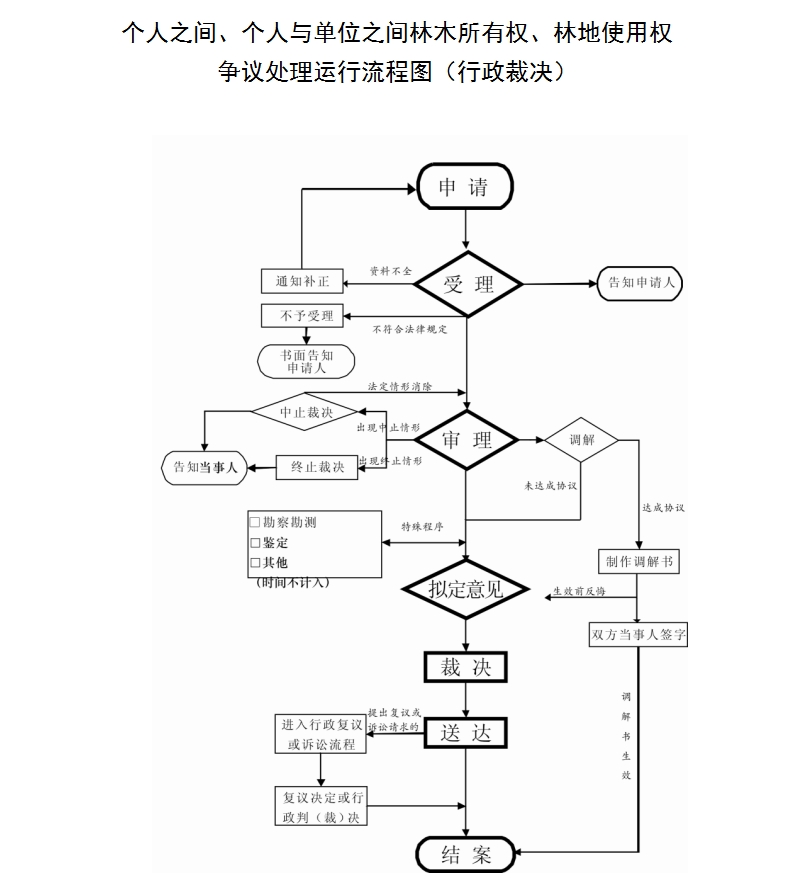 个人之间、个人与单位之间林木所有权、林地使用权
争议处理运行流程图（行政裁决）
申 请
资料不全
通知补正
受 理
告知申请人
不予受理
不符合法律规定
书面告知
申请人
法定情形消除
中止裁决
出现中止情形
审 理
调解
告知当事人
终止裁决
出现终止情形
未达成协议
达成协议
□勘察勘测
□鉴定
□其他
（时间不计入）
特殊程序
制作调解书
拟定意见
生效前反悔
双方当事人签字
裁 决
调
解
书
生
效
提出复议或
诉讼请求的
进入行政复议
或诉讼流程
送 达
复议决定或行
政判（裁）决
结 案